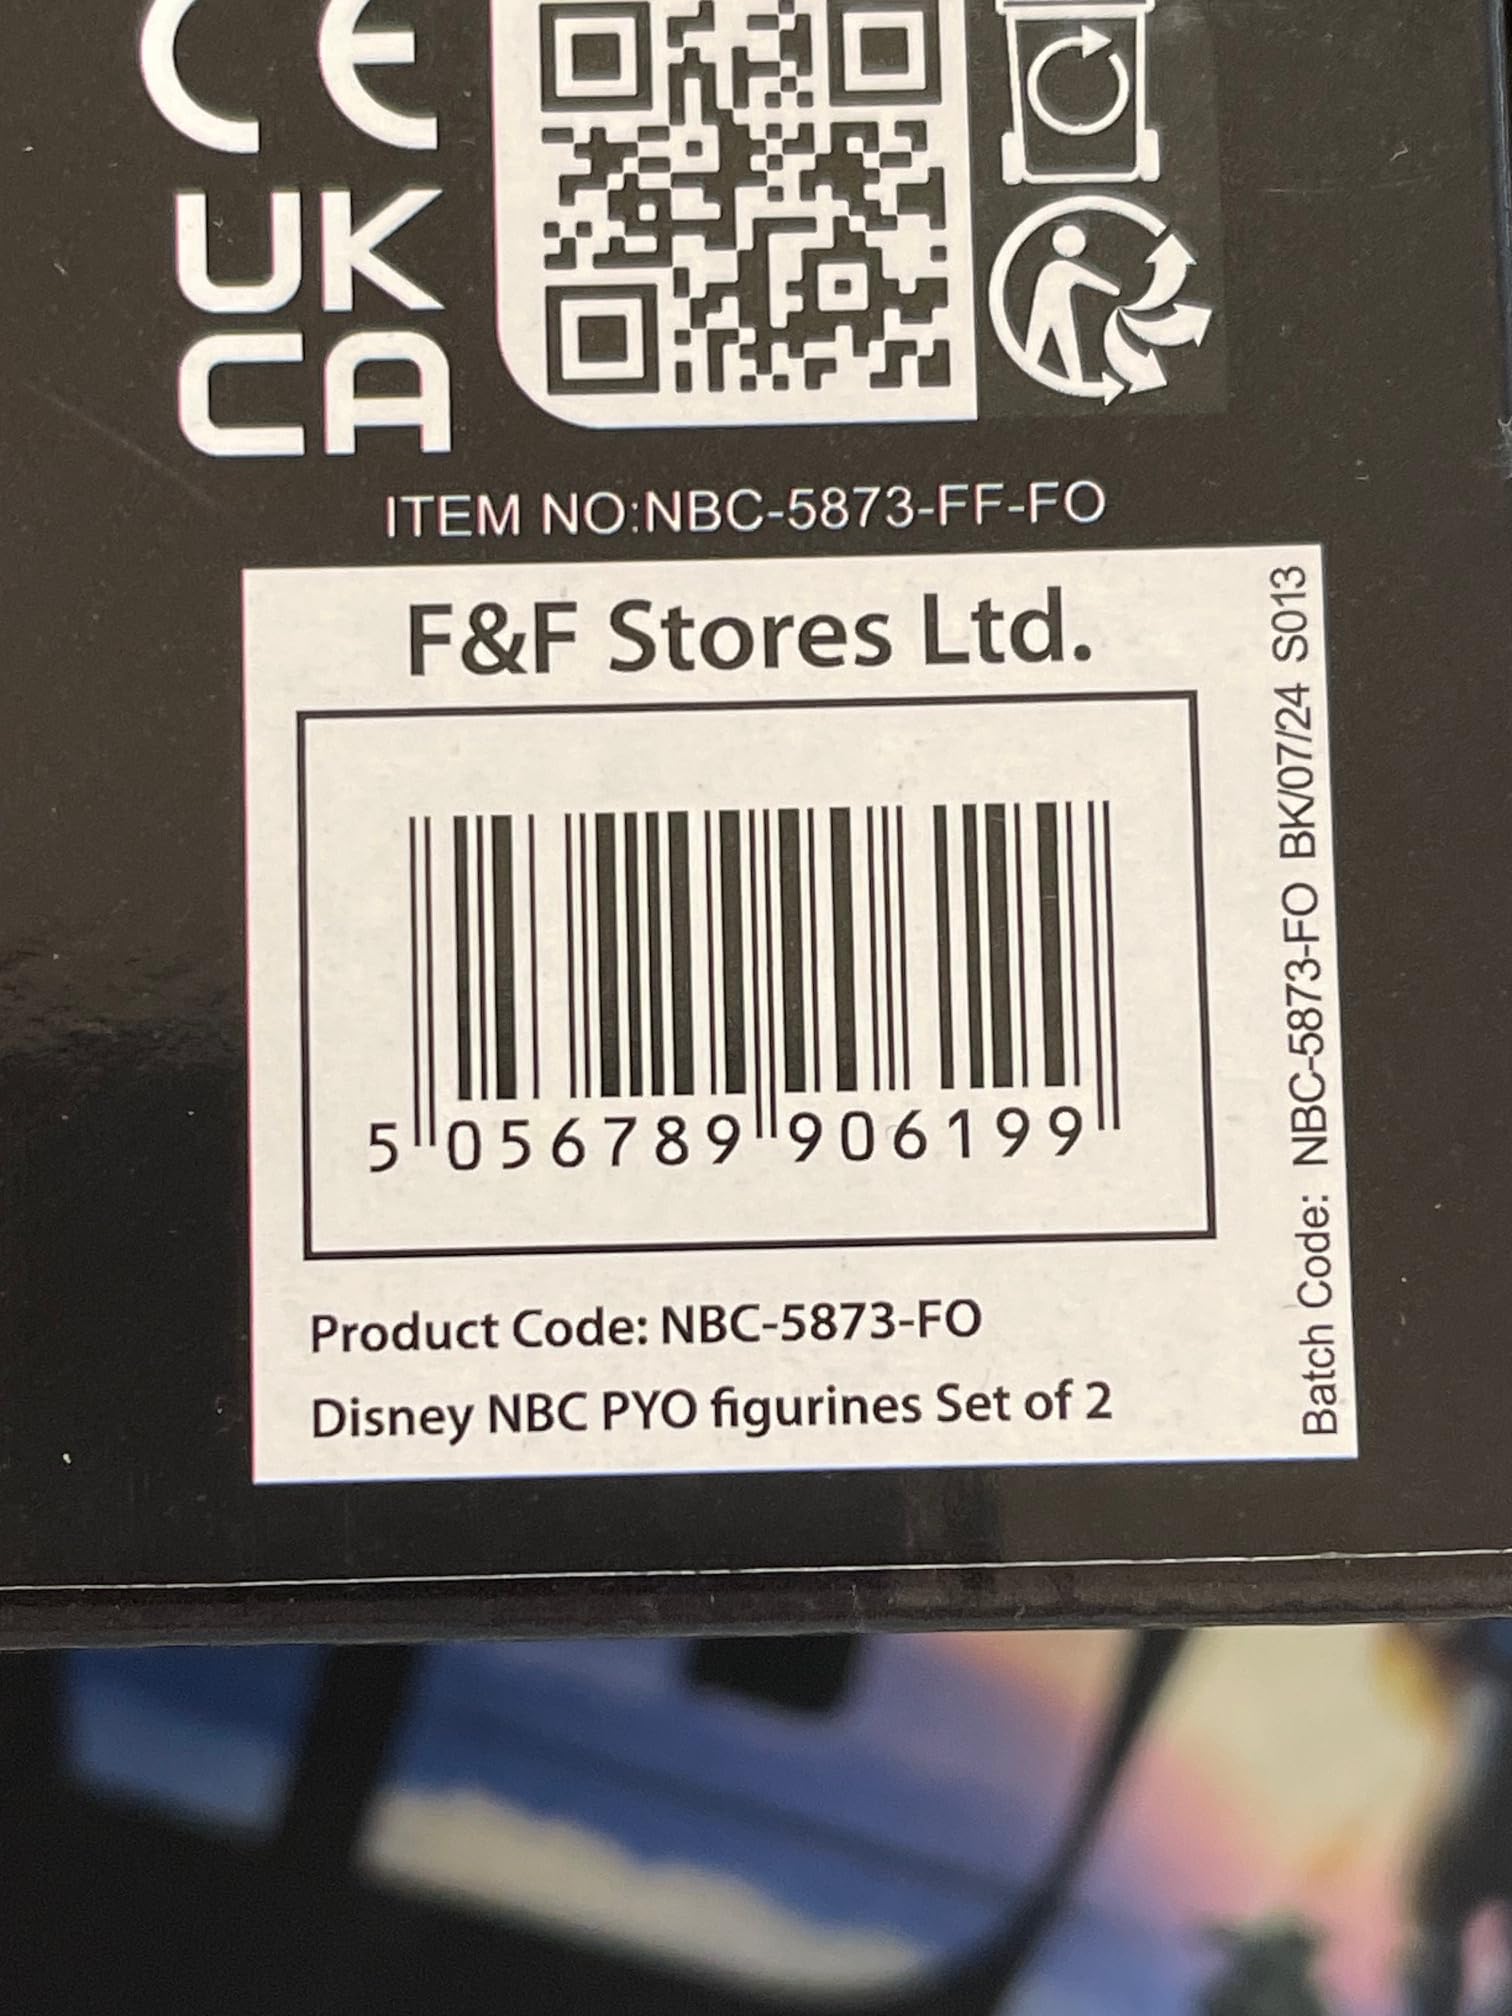 CE
UK
CA
ITEM NO:NBC-5873-FF-FO
F&F Stores Ltd.
5 056789 906199
Product Code: NBC-5873-FO
Disney NBC PYO figurines Set of 2
Batch Code: NBC-5873-FO BK/07/24 S013